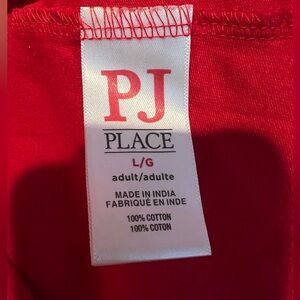 PJ
PLACE
L/G
adult/adulte
MADE IN INDIA
FABRIQUÉ EN INDE
100% COTTON
100% COTON